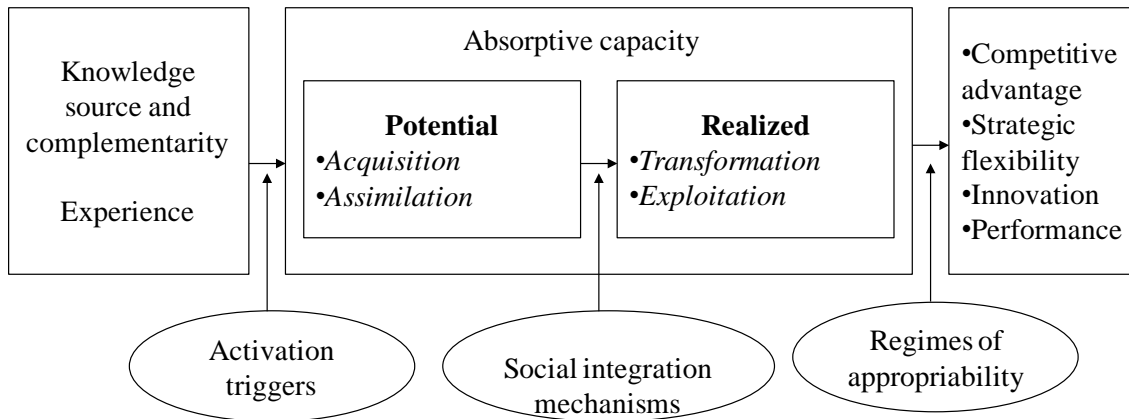 Knowledge
source and
complementarity
Experience
Absorptive capacity
Potential
•Acquisition
•Assimilation
Realized
•Transformation
•Exploitation
•Competitive
advantage
•Strategic
flexibility
•Innovation
•Performance
Activation
triggers
Social integration
mechanisms
Regimes of
appropriability